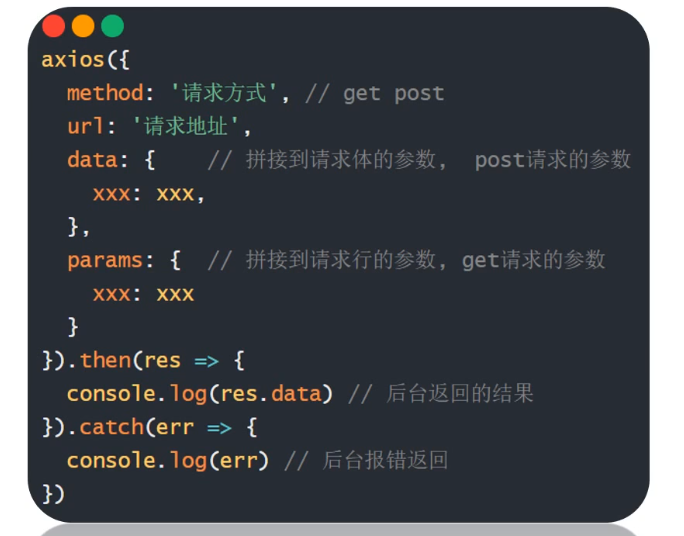 axios({
  method: '请求方式', // get post
  url: '请求地址',
  data: {    // 拼接到请求体的参数, post请求的参数
    xxx: xxx,
  },
  params: {  // 拼接到请求行的参数, get请求的参数
    xxx: xxx
  }
}).then(res => {
  console.log(res.data) // 后台返回的结果
}).catch(err => {
  console.log(err) // 后台报错返回
})